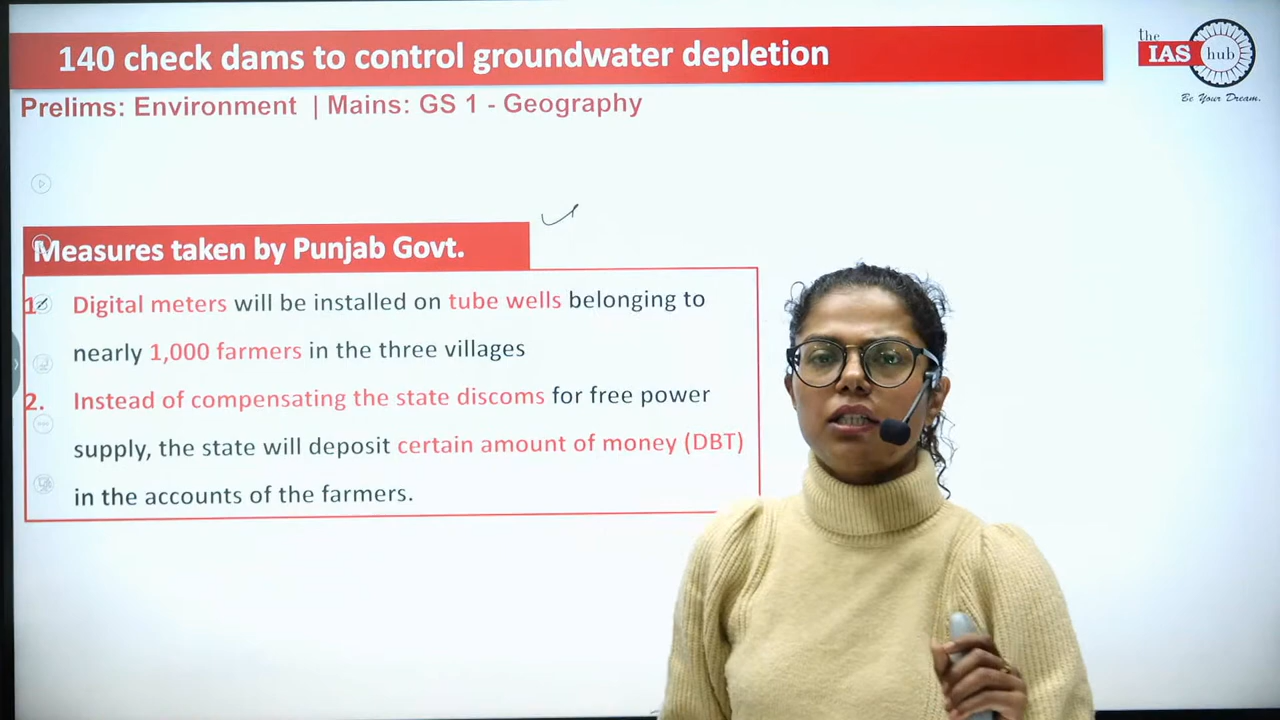 140 check dams to control groundwater depletion
the
IAS hub
Be Your Dream.
Prelims: Environment | Mains: GS 1 - Geography
Measures taken by Punjab Govt.
1. Digital meters will be installed on tube wells belonging to
nearly 1,000 farmers in the three villages
2. Instead of compensating the state discoms for free power
supply, the state will deposit certain amount of money (DBT)
in the accounts of the farmers.